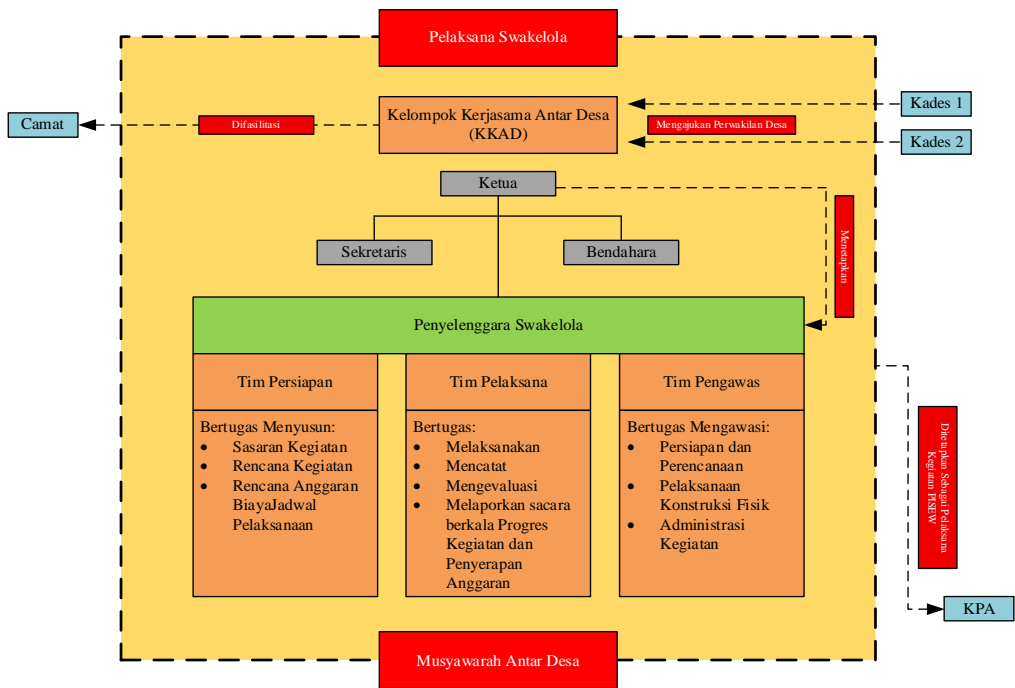 Pelaksana Swakelola
Kelompok Kerjasama Antar Desa
(KKAD)
Camat
Difasilitasi
Mengajukan Perwakilan Desa
Kades 1
Kades 2
Ketua
Sekretaris
Bendahara
Menetapkan
Penyelenggara Swakelola
Tim Persiapan
Bertugas Menyusun:
• Sasaran Kegiatan
• Rencana Kegiatan
• Rencana Anggaran
BiayaJadwal
Pelaksanaan
Tim Pelaksana
Bertugas:
• Melaksanakan
• Mencatat
• Mengevaluasi
• Melaporkan sacara
berkala Progres
Kegiatan dan
Penyerapan
Anggaran
Tim Pengawas
Bertugas Mengawasi:
• Persiapan dan
Perencanaan
• Pelaksanaan
Konstruksi Fisik
• Administrasi
Kegiatan
Ditetapkan Sebagai Pelaksana
Kegiatan PISEW
KPA
Musyawarah Antar Desa